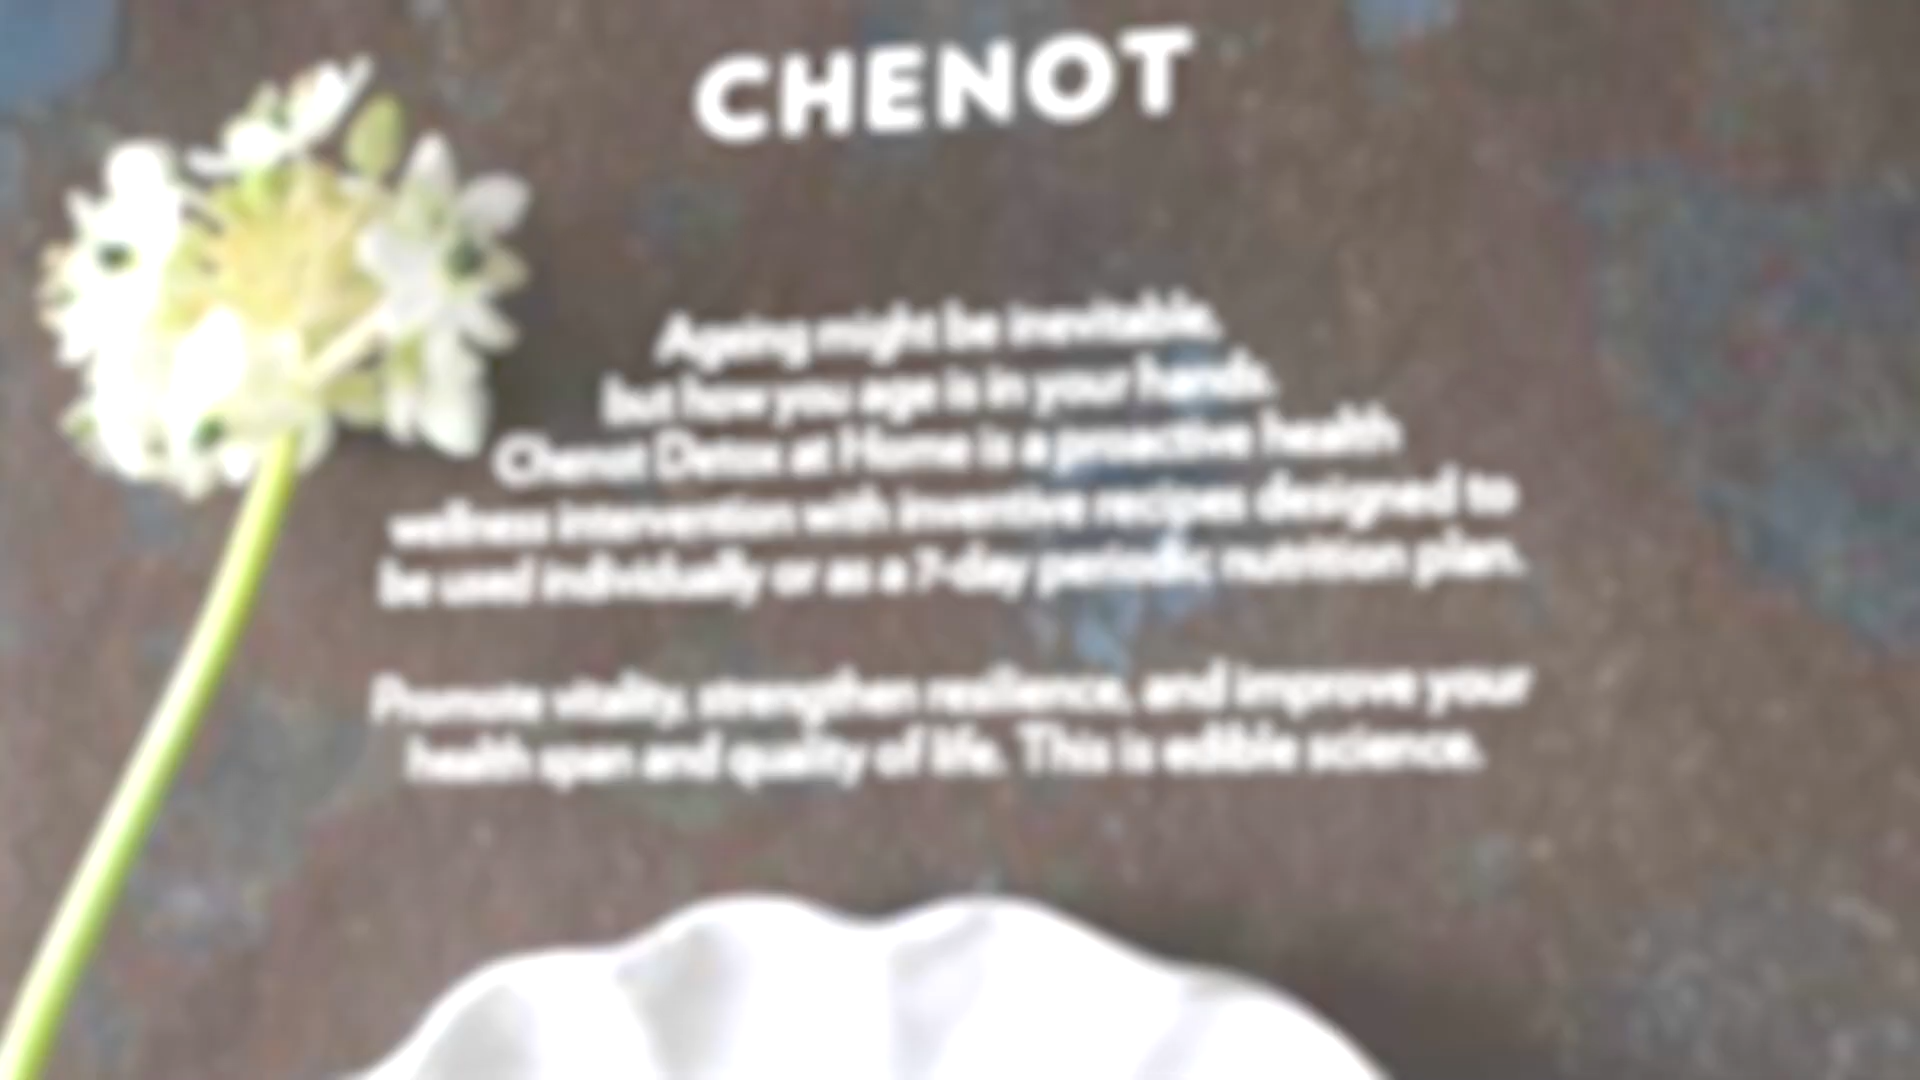 CHENOT
Ageing might be inevitable,
but how you age is in your hands.
Chenot Detox at Home is a proactive health
wellness intervention with inventive recipes designed to
be used individually or as a 7-day periodic nutrition plan.
Promote vitality, strengthen resilience, and improve your
health span and quality of life. This is edible science.